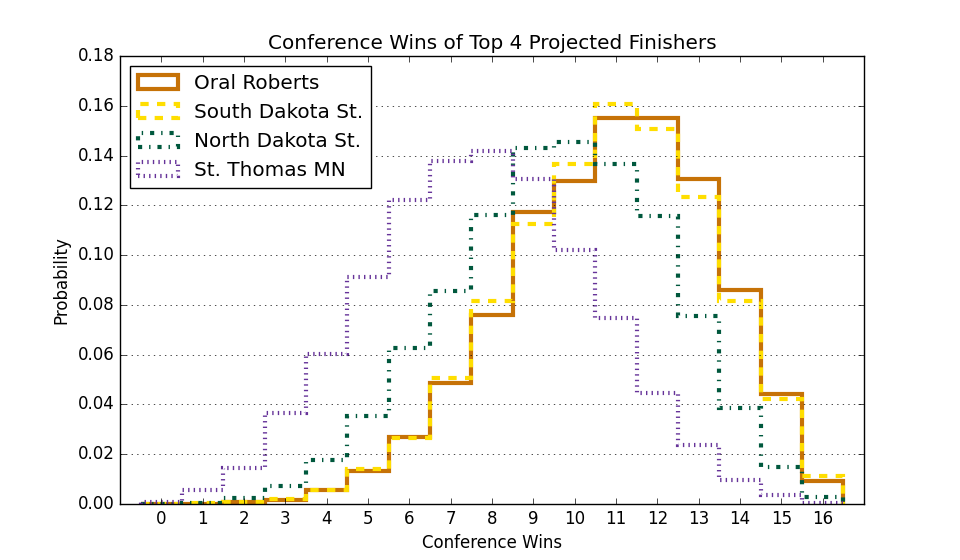 Conference Wins of Top 4 Projected Finishers
Oral Roberts
South Dakota St.
North Dakota St.
St. Thomas MN
Probability
0.18
0.16
0.14
0.12
0.10
0.08
0.06
0.04
0.02
0.00
0 1 2 3 4 5 6 7 8 9 10 11 12 13 14 15 16
Conference Wins